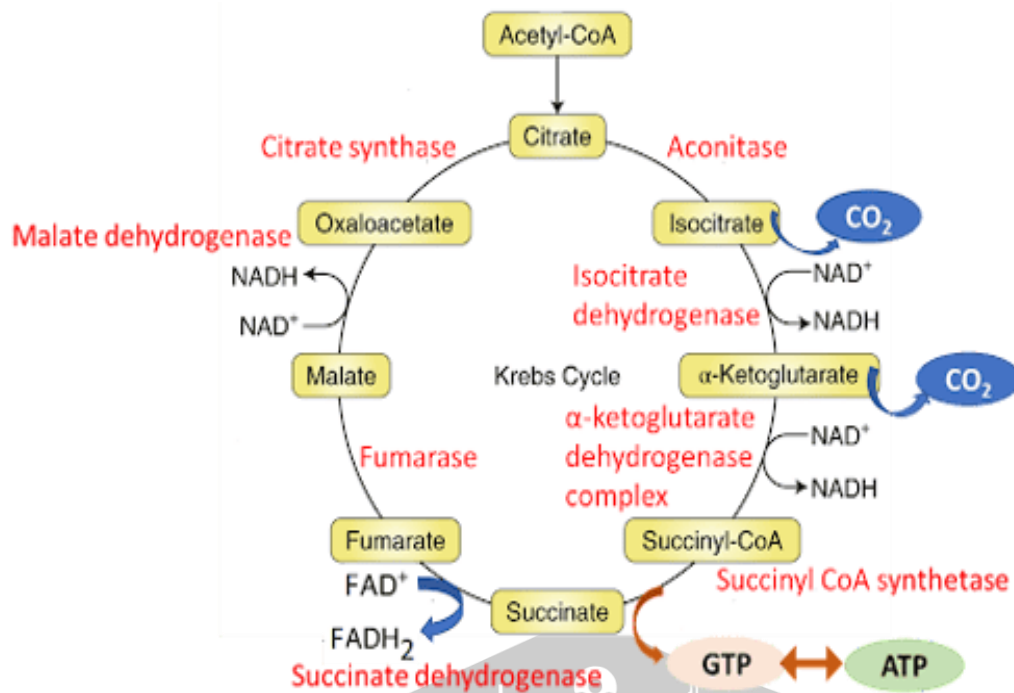 Acetyl-CoA
Citrate
Citrate synthase
Aconitase
Oxaloacetate
Isocitrate
CO₂
Malate dehydrogenase
NADH
NAD⁺
Isocitrate
dehydrogenase
NAD⁺
NADH
Malate
Krebs Cycle
α-Ketoglutarate
CO₂
α-ketoglutarate
dehydrogenase
complex
NAD⁺
NADH
Fumarase
Fumarate
Succinyl-CoA
FAD⁺
FADH₂
Succinate
Succinyl CoA synthetase
Succinate dehydrogenase
GTP
ATP